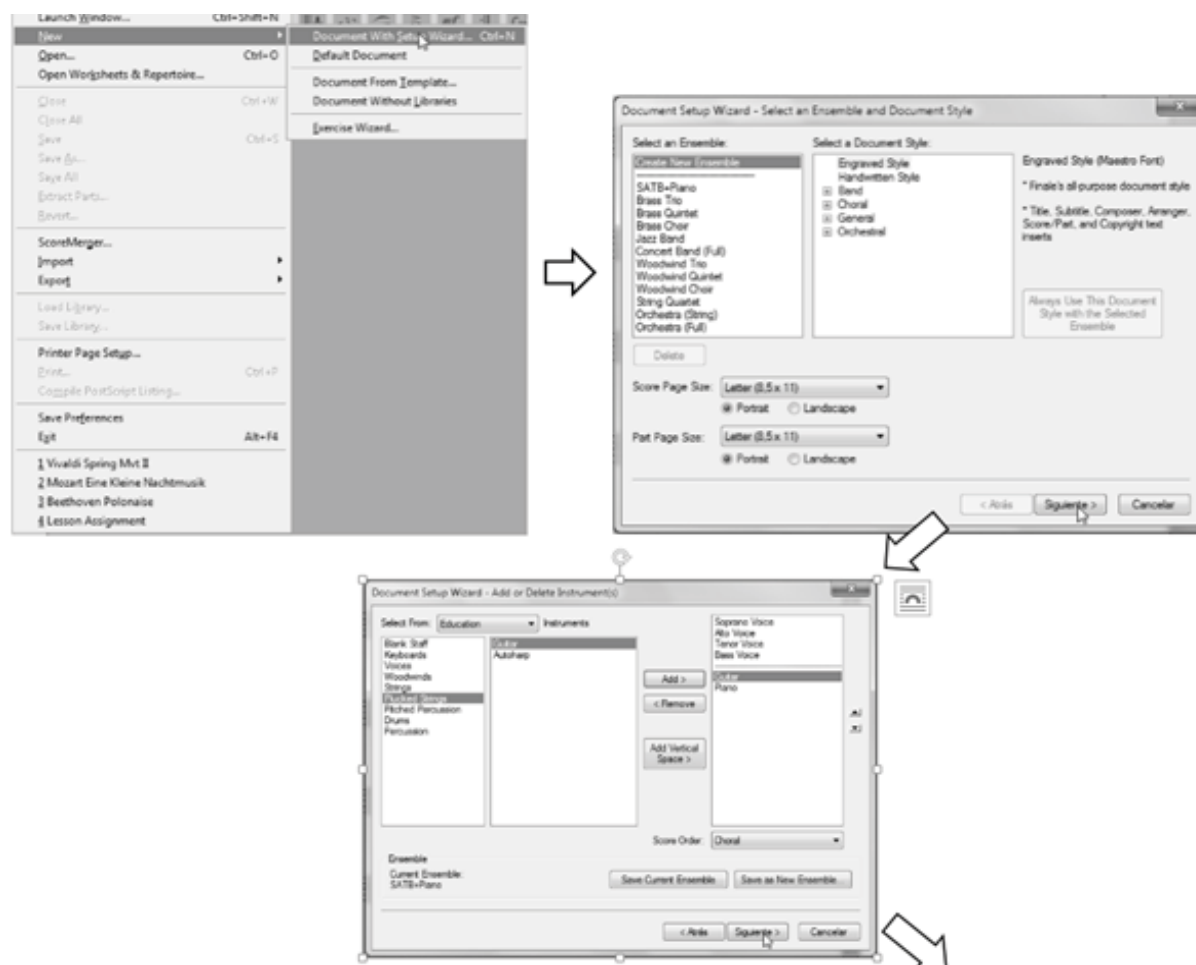 Launch Window... Ctrl+Shift+N
New
Open... Ctrl+O
Open Worksheets & Repertoire...
Close Ctrl+W
Close All
Save Ctrl+S
Save As...
Save All
Extract Parts...
Revert...
ScoreMerger...
Import
Export
Load Library...
Save Library...
Printer Page Setup...
Print... Ctrl+P
Compile PostScript Listing...
Save Preferences
Exit Alt+F4
1 Vivaldi Spring Mvt II
2 Mozart Eine Kleine Nachtmusik
3 Beethoven Polonaise
4 Lesson Assignment
Document With Setup Wizard... Ctrl+N
Default Document
Document From Template...
Document Without Libraries
Exercise Wizard...
Document Setup Wizard - Select an Ensemble and Document Style
Select an Ensemble:
Create New Ensemble
SATB+Piano
Brass Trio
Brass Quintet
Brass Choir
Jazz Band
Concert Band (Full)
Woodwind Trio
Woodwind Quintet
Woodwind Choir
String Quartet
Orchestra (String)
Orchestra (Full)
Delete
Select a Document Style:
Engraved Style
Handwritten Style
Band
Choral
General
Orchestral
Engraved Style (Maestro Font)
* Finale's all-purpose document style
* Title, Subtitle, Composer, Arranger,
Score/Part, and Copyright text
inserts
Always Use This Document
Style with the Selected
Ensemble
Score Page Size: Letter (8,5 x 11)
Portrait Landscape
Part Page Size: Letter (8,5 x 11)
Portrait Landscape
< Atrás Siguiente > Cancelar
Document Setup Wizard - Add or Delete Instrument(s)
Select From: Education Instruments
Blank Staff
Keyboards
Voices
Woodwinds
Strings
Plucked Strings
Pitched Percussion
Drums
Percussion
Guitar
Autoharp
Add >
< Remove
Add Vertical
Space >
Soprano Voice
Alto Voice
Tenor Voice
Bass Voice
Guitar
Piano
Score Order: Choral
Ensemble
Current Ensemble:
SATB+Piano
Save Current Ensemble Save as New Ensemble...
< Atrás Siguiente > Cancelar